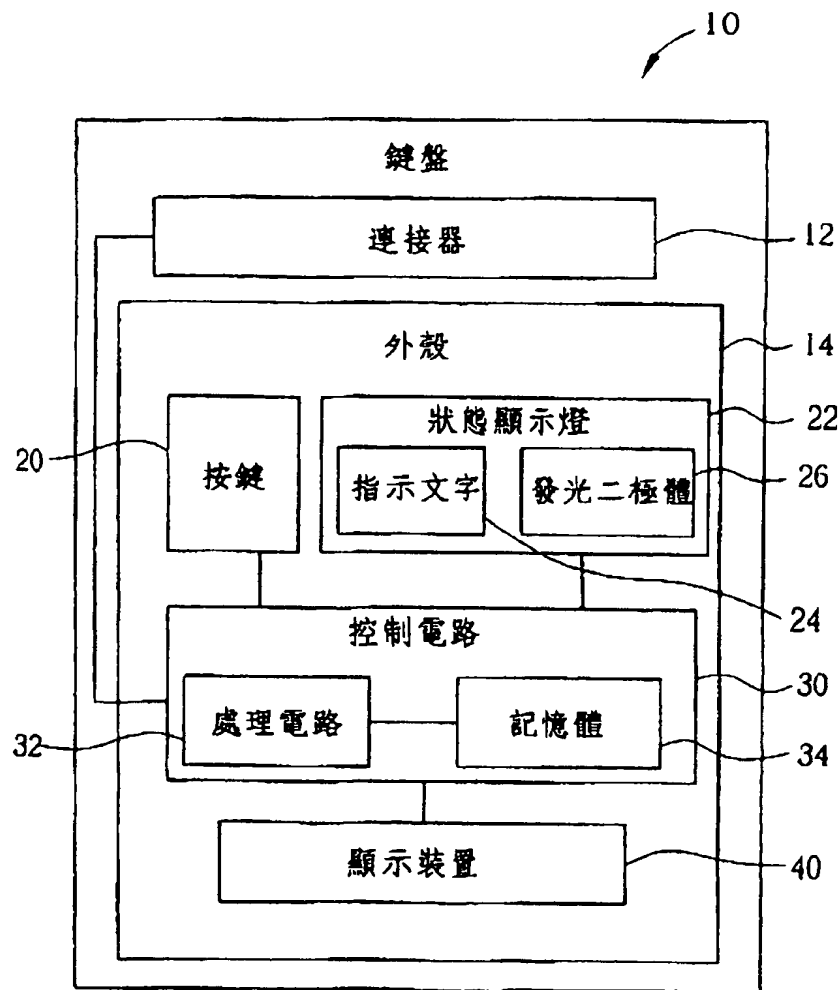 10
鍵盤
連接器
12
外殼
14
狀態顯示燈
22
20
按鍵
指示文字
發光二極體
26
24
控制電路
30
處理電路
記憶體
32
34
顯示裝置
40